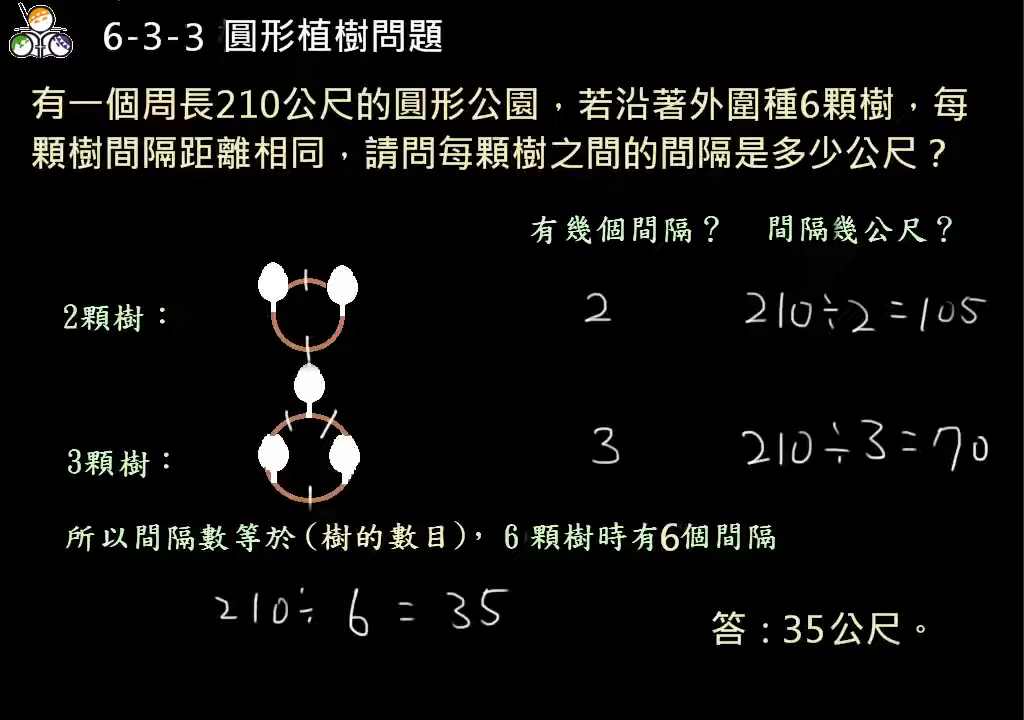 6-3-3 圓形植樹問題
有一個周長210公尺的圓形公園，若沿著外圍種6顆樹，每
顆樹間隔距離相同，請問每顆樹之間的間隔是多少公尺？
有幾個間隔？ 間隔幾公尺？
2顆樹： 2 210÷2=105
3顆樹： 3 210÷3=70
所以間隔數等於(樹的數目)，6 顆樹時有6個間隔
210÷6=35
答：35公尺。